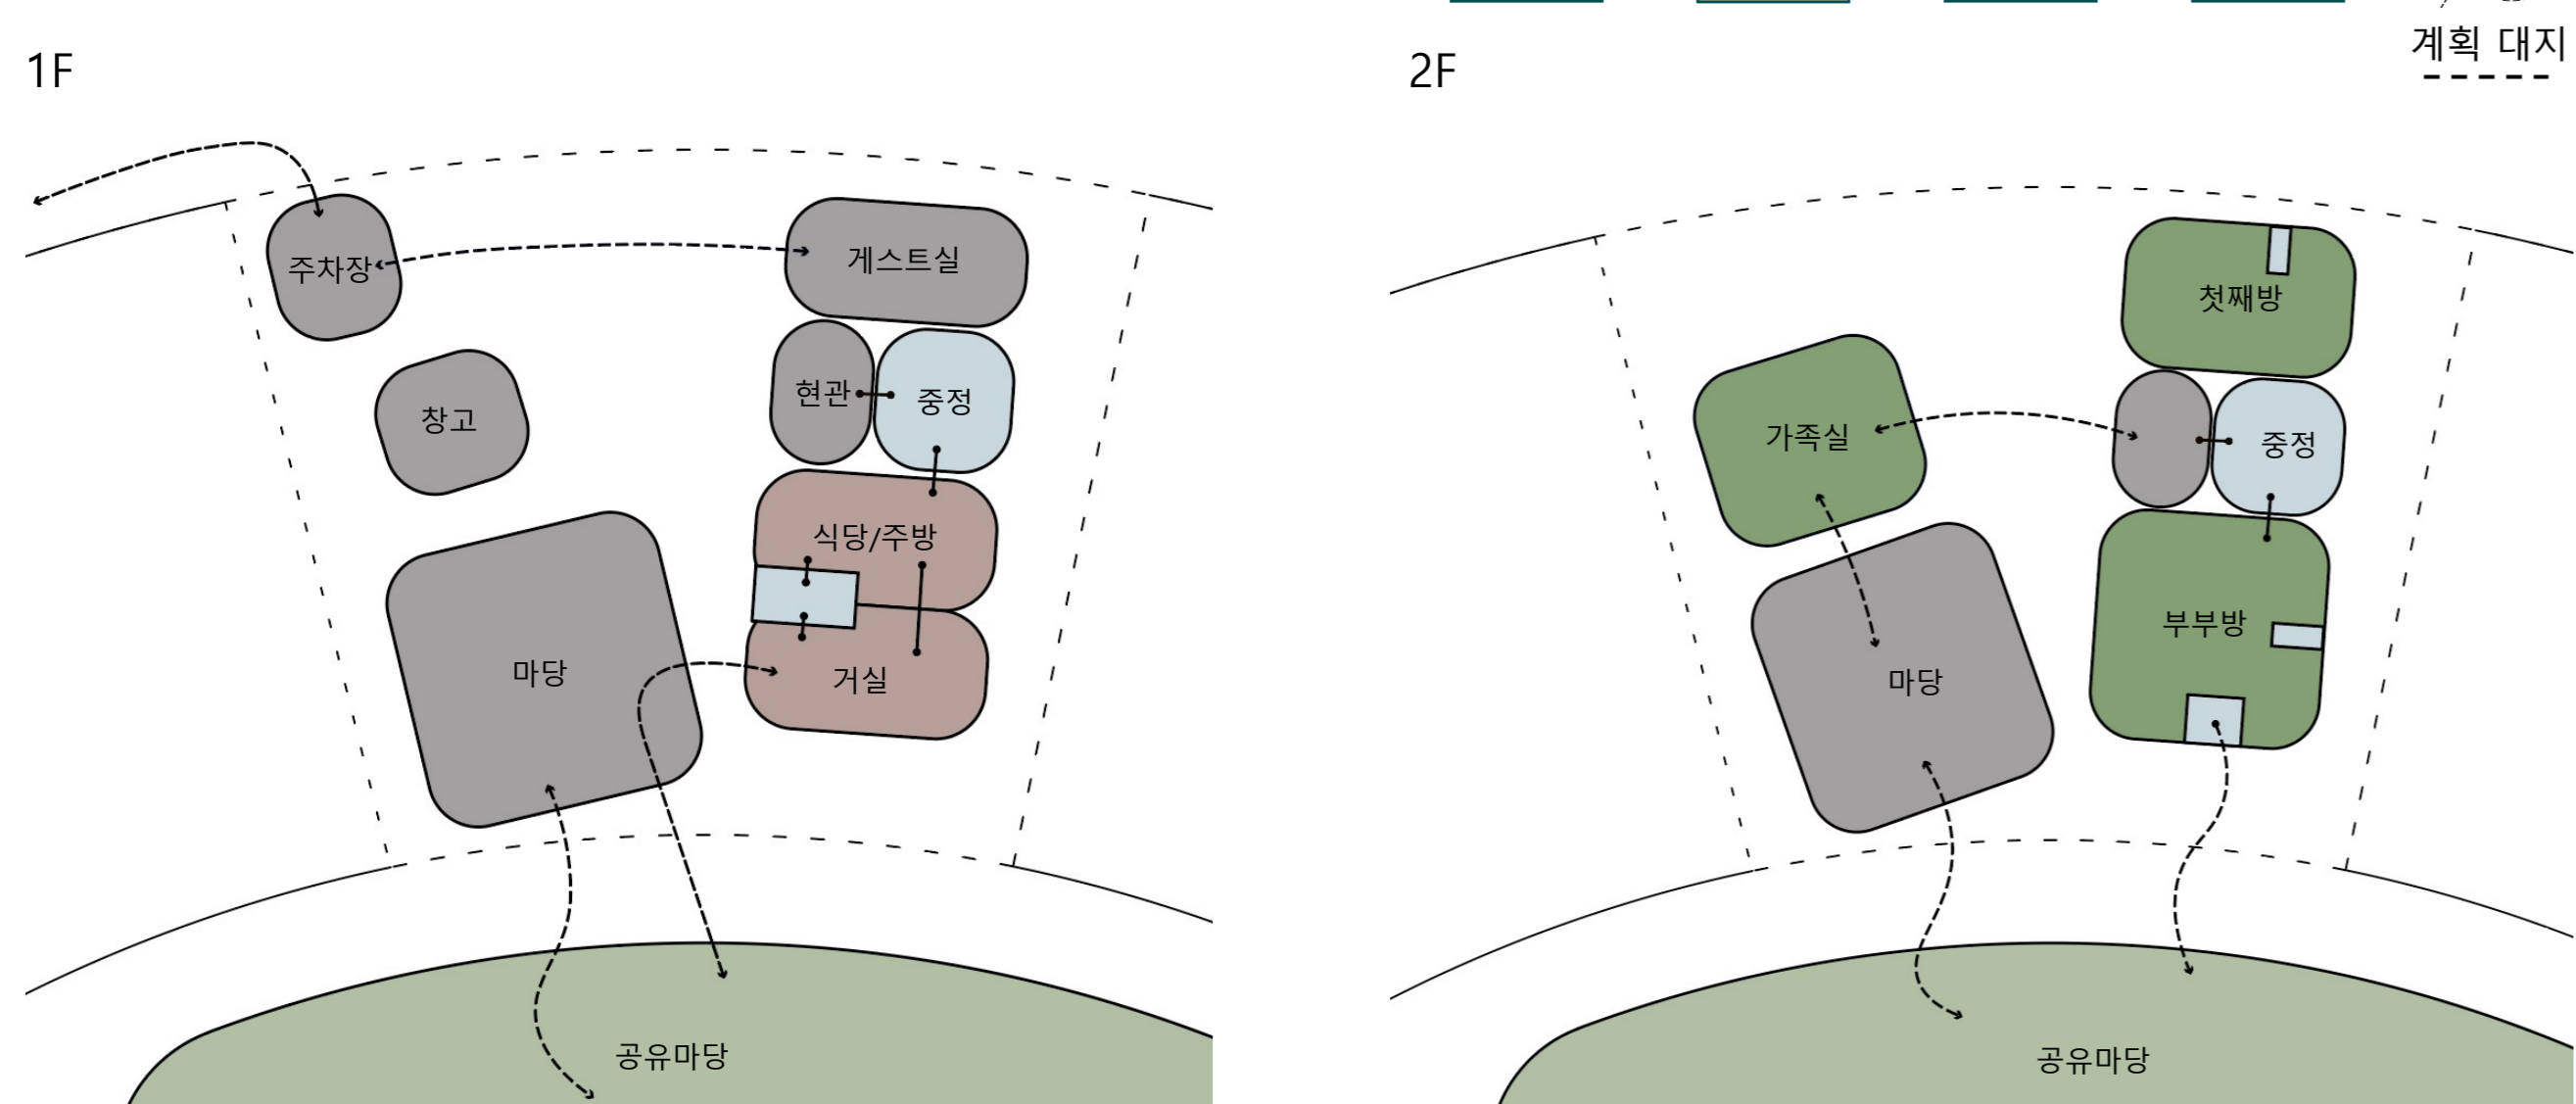 계획 대지
1F
주차장
게스트실
현관
중정
창고
식당/주방
마당
거실
공유마당
2F
첫째방
가족실
중정
부부방
마당
공유마당